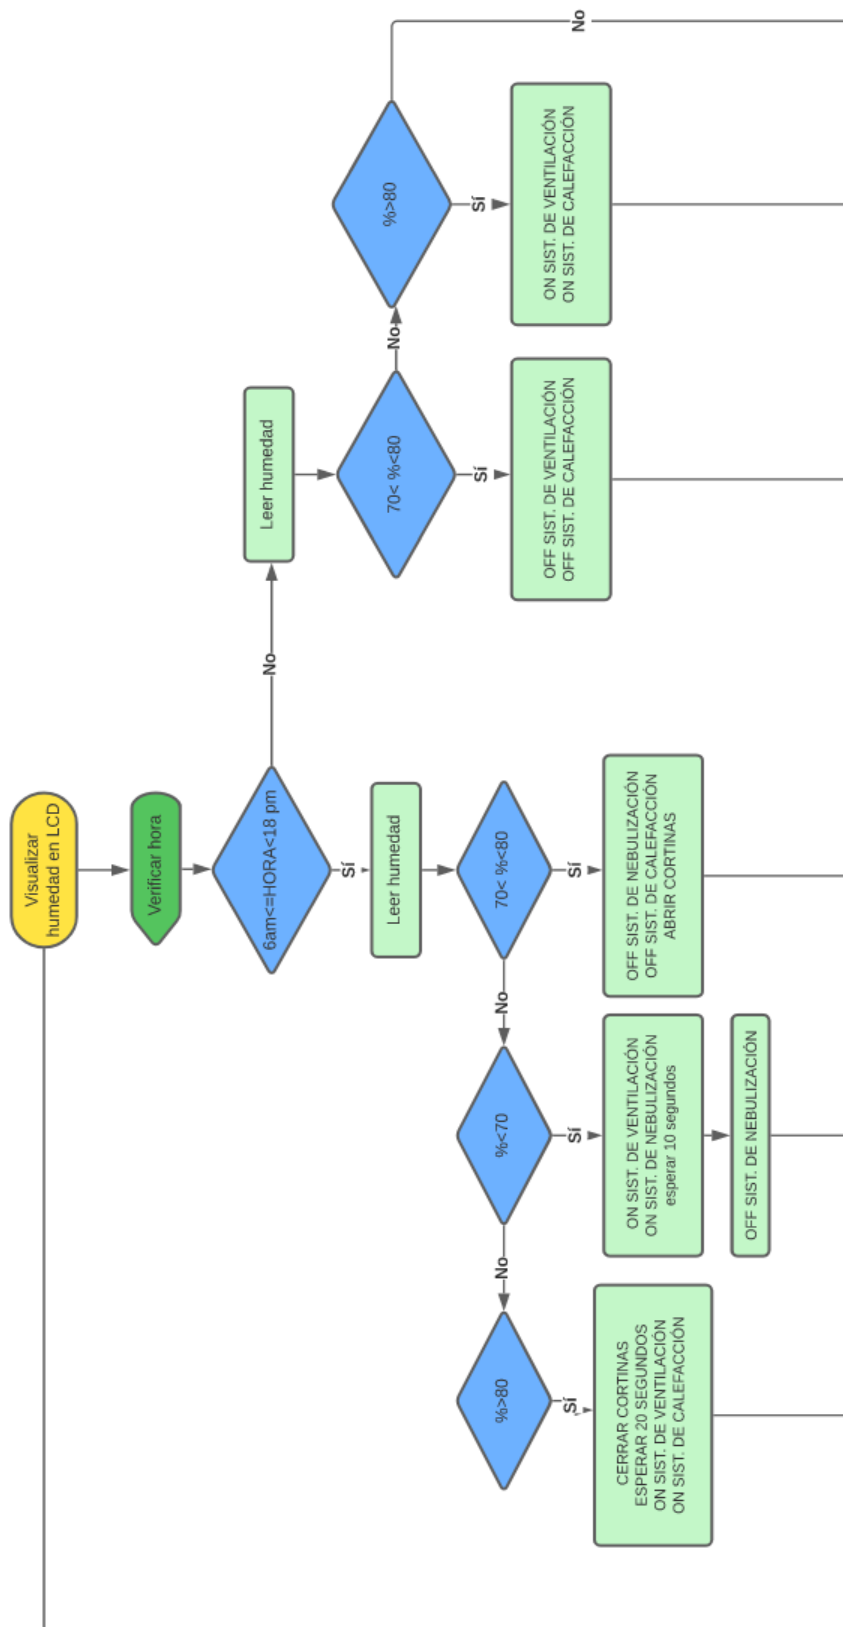 Visualizar
humedad en LCD
Verificar hora
6am<=HORA<18 pm
No
Sí
Leer humedad
70< %<80
No
Sí
OFF SIST. DE NEBULIZACIÓN
OFF SIST. DE CALEFACCIÓN
ABRIR CORTINAS
%<70
No
Sí
ON SIST. DE VENTILACIÓN
ON SIST. DE NEBULIZACIÓN
esperar 10 segundos
OFF SIST. DE NEBULIZACIÓN
%>80
Sí
CERRAR CORTINAS
ESPERAR 20 SEGUNDOS
ON SIST. DE VENTILACIÓN
ON SIST. DE CALEFACCIÓN
Leer humedad
70< %<80
No
Sí
OFF SIST. DE VENTILACIÓN
OFF SIST. DE CALEFACCIÓN
%>80
No
Sí
ON SIST. DE VENTILACIÓN
ON SIST. DE CALEFACCIÓN